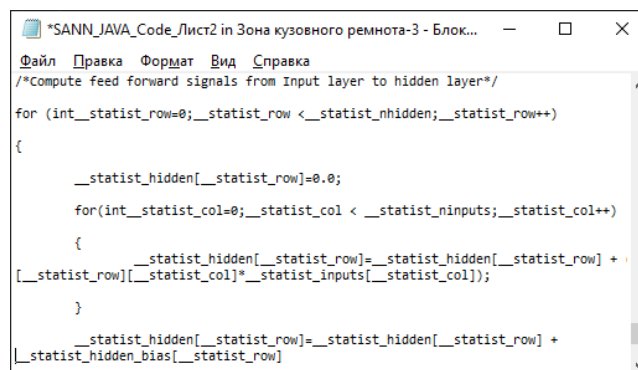 *SANN_JAVA_Code_Лист2 in Зона кузовного ремнота-3 - Блок...
Файл Правка Формат Вид Справка
/*Compute feed forward signals from Input layer to hidden layer*/
for (int__statist_row=0;__statist_row <__statist_nhidden;__statist_row++)
{
__statist_hidden[__statist_row]=0.0;
for(int__statist_col=0;__statist_col < __statist_ninputs;__statist_col++)
{
__statist_hidden[__statist_row]=__statist_hidden[__statist_row] +
[__statist_row][__statist_col]*__statist_inputs[__statist_col]);
}
__statist_hidden[__statist_row]=__statist_hidden[__statist_row] +
__statist_hidden_bias[__statist_row]